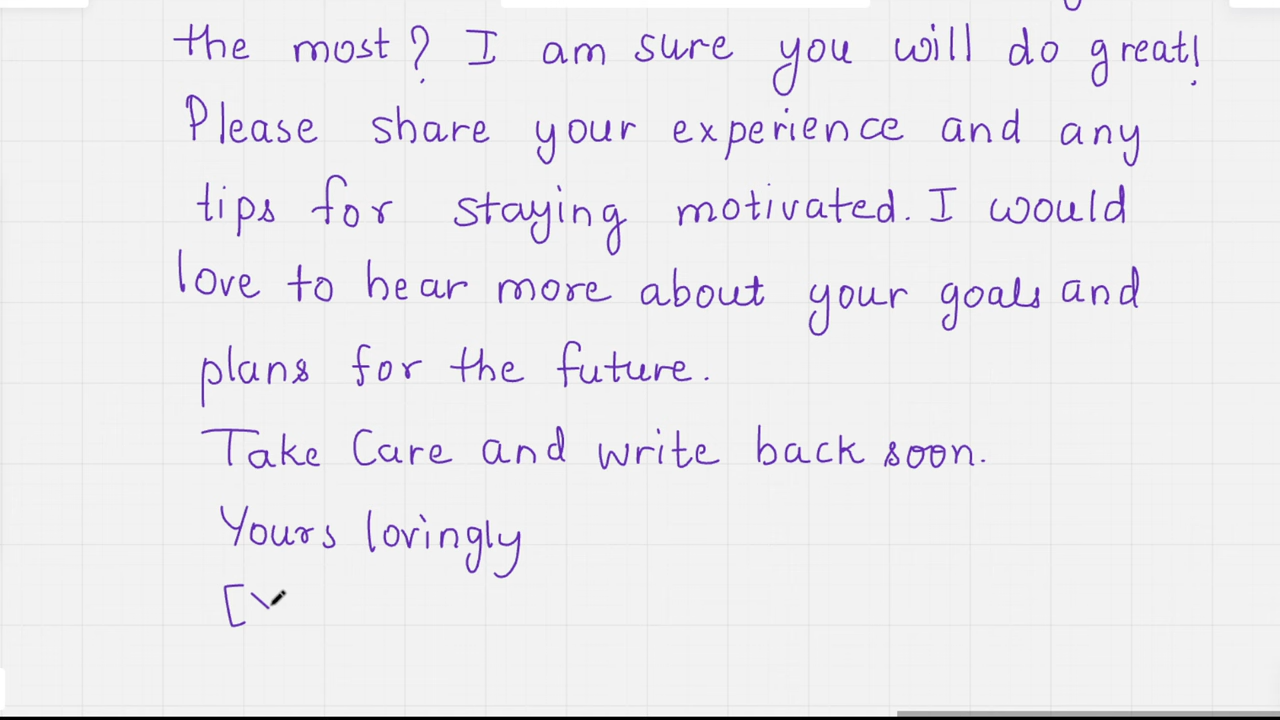 the most? I am sure you will do great!
Please share your experience and any
tips for staying motivated. I would
love to hear more about your goals and
plans for the future.
Take Care and write back soon.
Yours lovingly
[Y